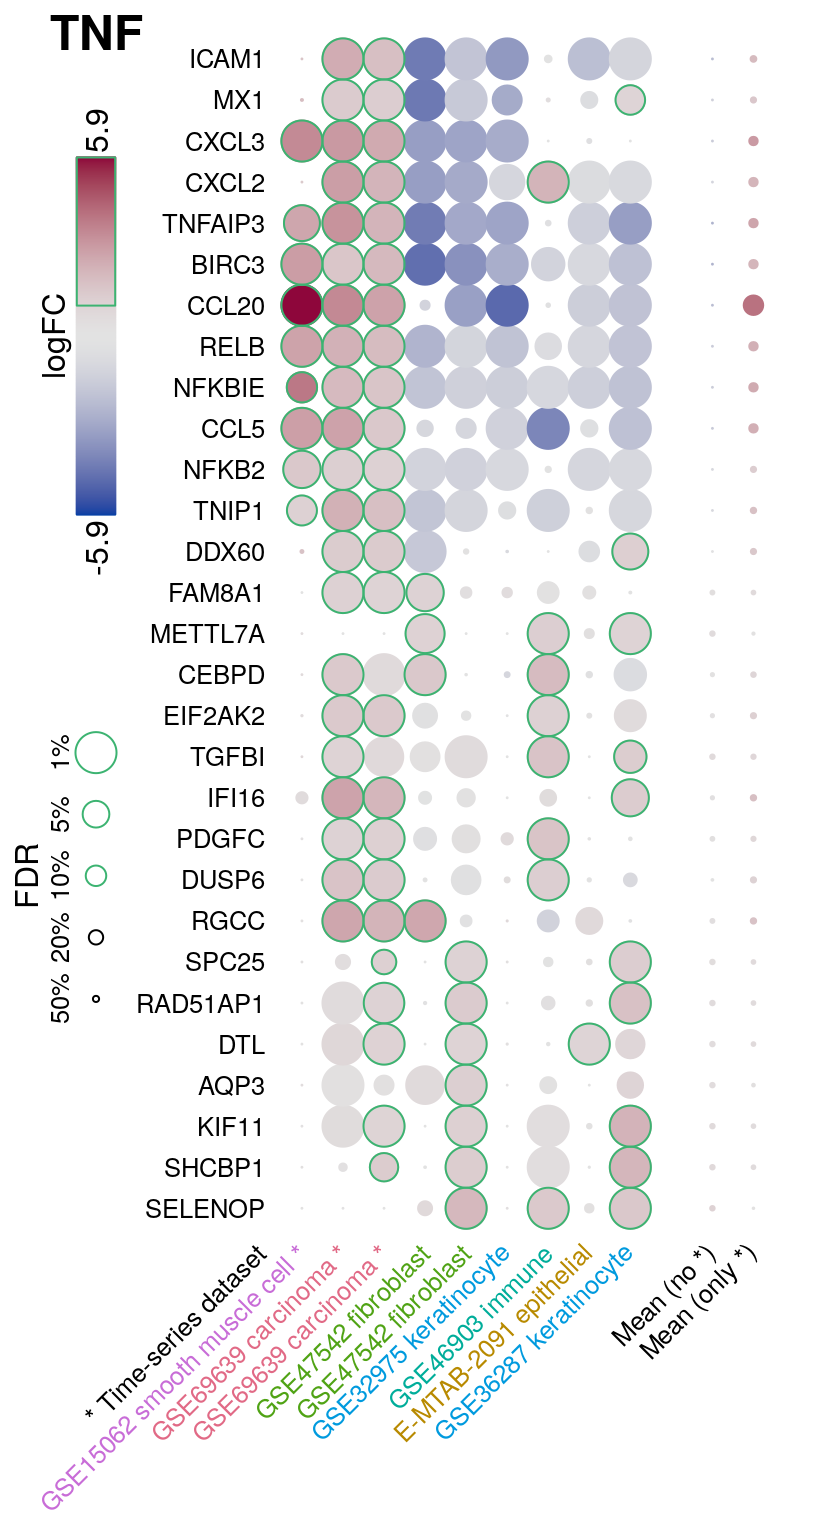 TNF
5.9
logFC
-5.9
FDR
1%
5%
10%
20%
50%
ICAM1
MX1
CXCL3
CXCL2
TNFAIP3
BIRC3
CCL20
RELB
NFKBIE
CCL5
NFKB2
TNIP1
DDX60
FAM8A1
METTL7A
CEBPD
EIF2AK2
TGFBI
IFI16
PDGFC
DUSP6
RGCC
SPC25
RAD51AP1
DTL
AQP3
KIF11
SHCBP1
SELENOP
* Time-series dataset
GSE15062 smooth muscle cell *
GSE69639 carcinoma *
GSE69639 carcinoma *
GSE47542 fibroblast
GSE47542 fibroblast
GSE32975 keratinocyte
GSE46903 immune
E-MTAB-2091 epithelial
GSE36287 keratinocyte
Mean (no *)
Mean (only *)